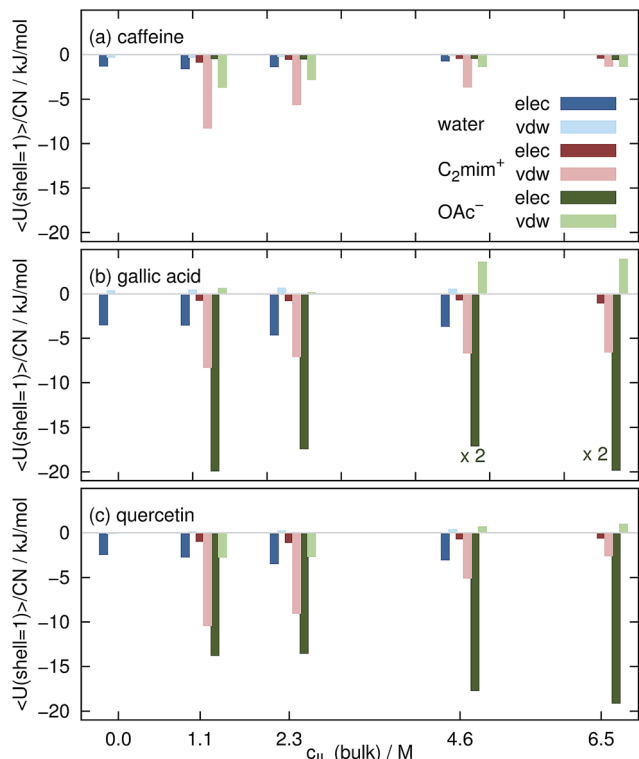 (a) caffeine
<U(shell=1)>/CN / kJ/mol
0
−5
−10
−15
−20
water
elec
vdw
C₂mim⁺
elec
vdw
OAc⁻
elec
vdw
(b) gallic acid
<U(shell=1)>/CN / kJ/mol
0
−5
−10
−15
−20
x 2
x 2
(c) quercetin
<U(shell=1)>/CN / kJ/mol
0
−5
−10
−15
−20
0.0 1.1 2.3 4.6 6.5
c_IL (bulk) / M